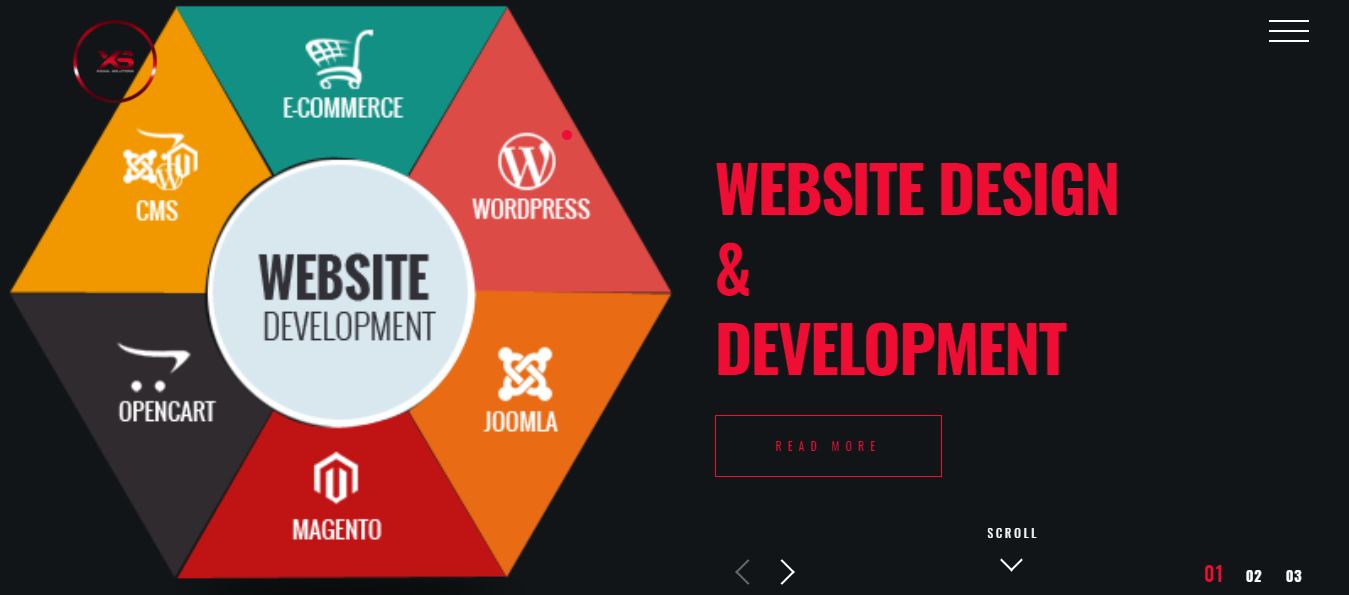 XS
E-COMMERCE
CMS
WORDPRESS
WEBSITE
DEVELOPMENT
OPENCART
JOOMLA
MAGENTO
WEBSITE DESIGN
&
DEVELOPMENT
READ MORE
SCROLL
01 02 03